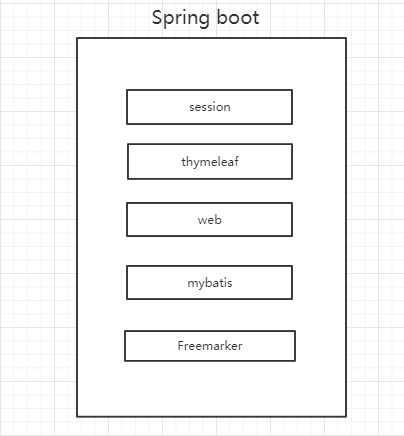 Spring boot
session
thymeleaf
web
mybatis
Freemarker